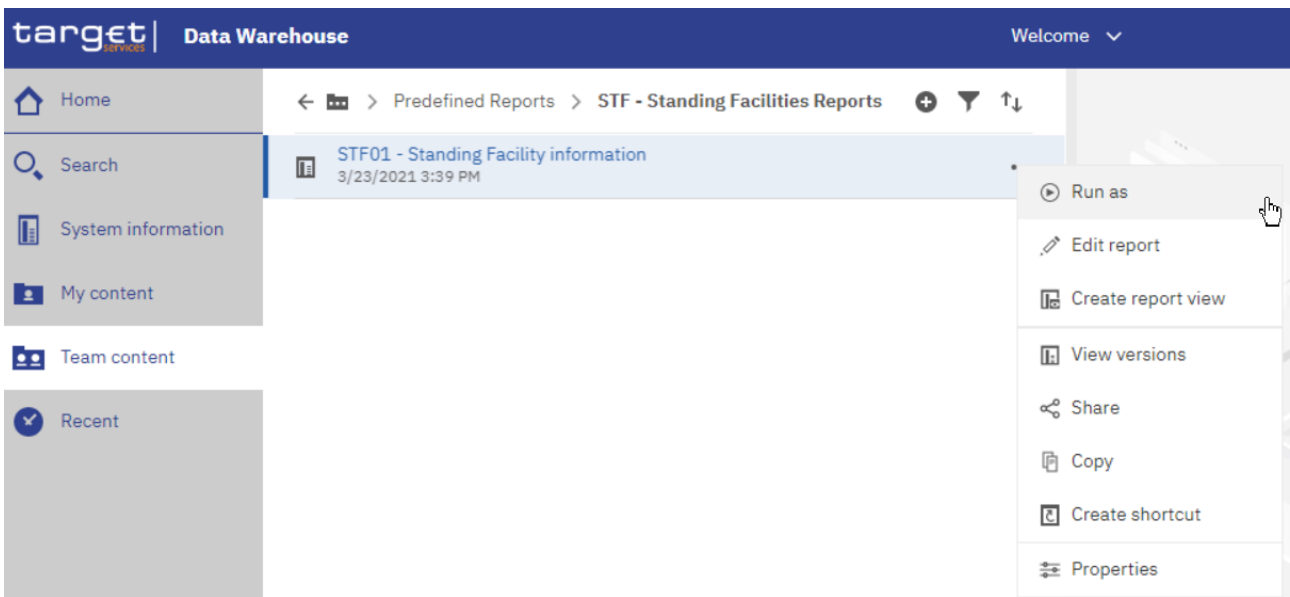 target| Data Warehouse Welcome
services
Home
Predefined Reports > STF - Standing Facilities Reports
Search
STF01 - Standing Facility information
3/23/2021 3:39 PM
Run as
System information
Edit report
My content
Create report view
Team content
View versions
Share
Recent
Copy
Create shortcut
Properties